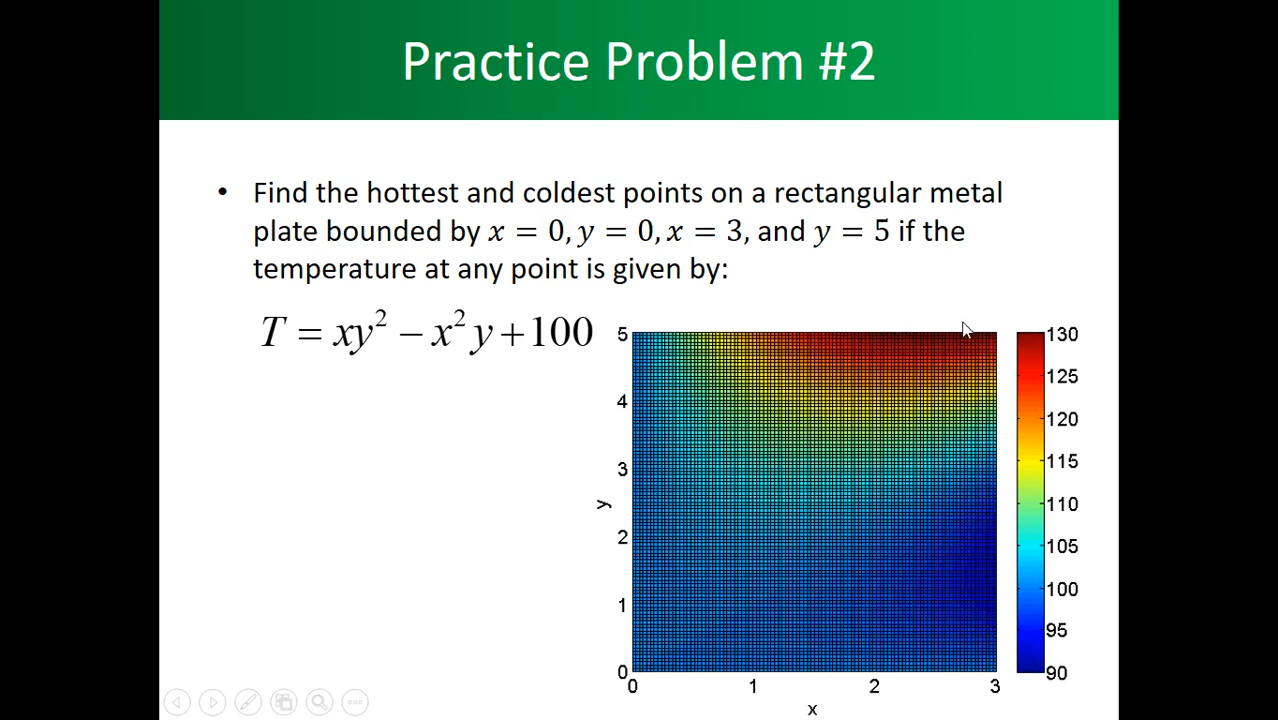 Practice Problem #2
• Find the hottest and coldest points on a rectangular metal
plate bounded by x = 0, y = 0, x = 3, and y = 5 if the
temperature at any point is given by:
T = xy² − x²y + 100
5
4
3
2
1
0
y
0 1 2 3
x
130
125
120
115
110
105
100
95
90